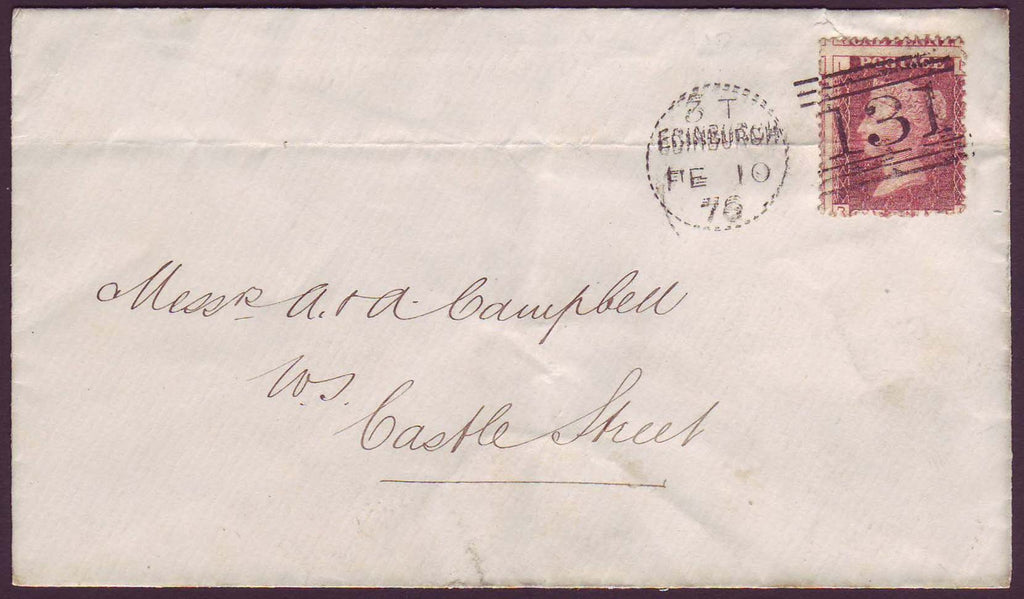 3 T
EDINBURGH
FE 10
76
POSTAGE
131
Messrs A. & A. Campbell
W.S.
Castle Street